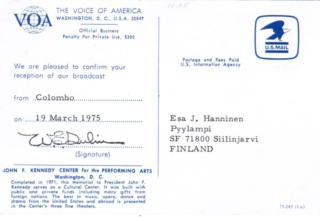 VOA
THE VOICE OF AMERICA
WASHINGTON, D. C., U.S.A. 20547
Official Business
Penalty For Private Use, $300
U.S.MAIL
Postage and Fees Paid
U.S. Information Agency
We are pleased to confirm your
reception of our broadcast
from Colombo
on 19 March 1975
(Signature)
Esa J. Hanninen
Pyylampi
SF 71800 Siilinjarvi
FINLAND
JOHN F. KENNEDY CENTER for the PERFORMING ARTS
Washington, D. C.
Completed in 1971, this Memorial to President John F.
Kennedy serves as a Cultural Center. It was built with
public and private funds including many gifts from
foreign nations. The best in music, opera, dance and
drama from the United States and abroad is presented
in the Center's three fine theaters.